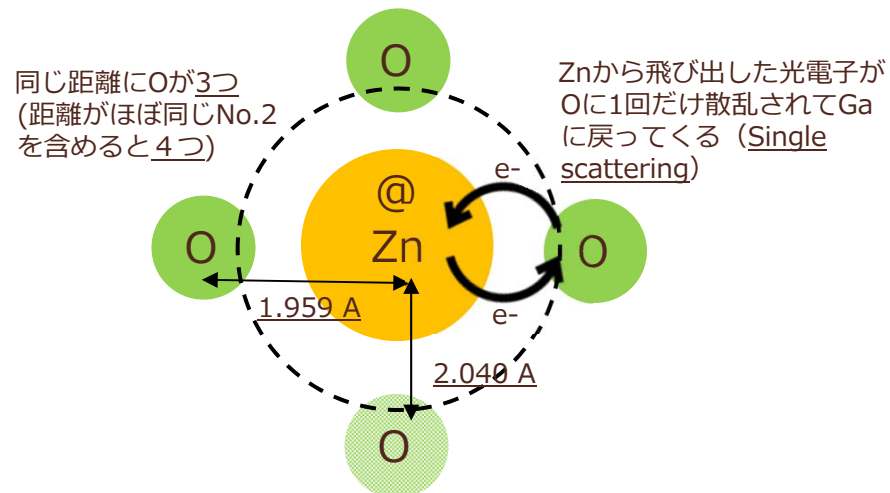 同じ距離にOが3つ
(距離がほぼ同じNo.2
を含めると４つ)
Znから飛び出した光電子が
Oに1回だけ散乱されてGa
に戻ってくる（Single
scattering）
O
@
Zn
e-
O
O
e-
1.959 A
2.040 A
O